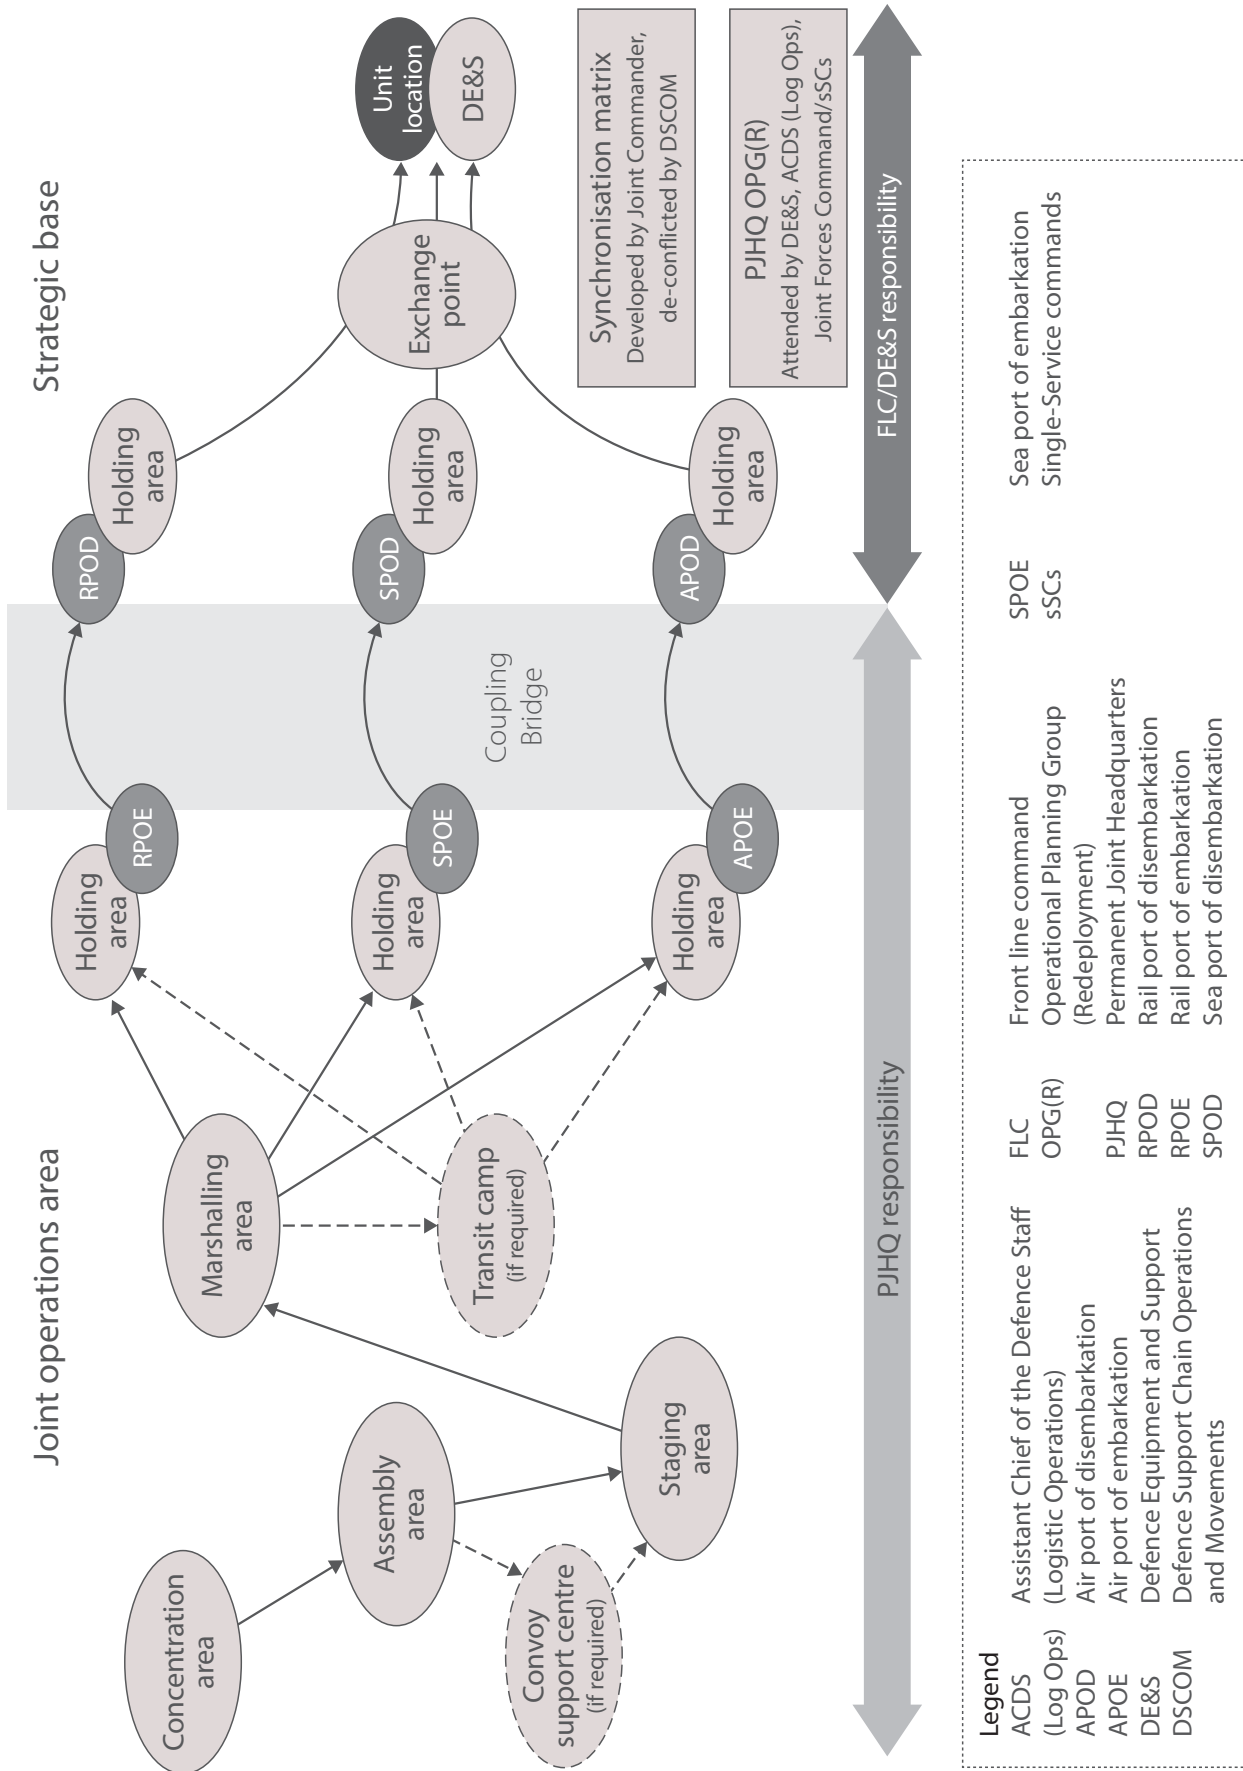 Joint operations area
Strategic base
Concentration
area
Assembly
area
Convoy
support centre
(if required)
Staging
area
Marshalling
area
Transit camp
(if required)
Holding
area
RPOE
Holding
area
SPOE
Holding
area
APOE
Coupling
Bridge
RPOD
Holding
area
SPOD
Holding
area
APOD
Holding
area
Exchange
point
Unit
location
DE&S
Synchronisation matrix
Developed by Joint Commander,
de-conflicted by DSCOM
PJHQ OPG(R)
Attended by DE&S, ACDS (Log Ops),
Joint Forces Command/sSCs
PJHQ responsibility
FLC/DE&S responsibility
Legend
ACDS Assistant Chief of the Defence Staff
(Log Ops) (Logistic Operations)
APOD Air port of disembarkation
APOE Air port of embarkation
DE&S Defence Equipment and Support
DSCOM Defence Support Chain Operations
and Movements
FLC Front line command
OPG(R) Operational Planning Group
(Redeployment)
PJHQ Permanent Joint Headquarters
RPOD Rail port of disembarkation
RPOE Rail port of embarkation
SPOD Sea port of disembarkation
SPOE Sea port of embarkation
sSCs Single-Service commands